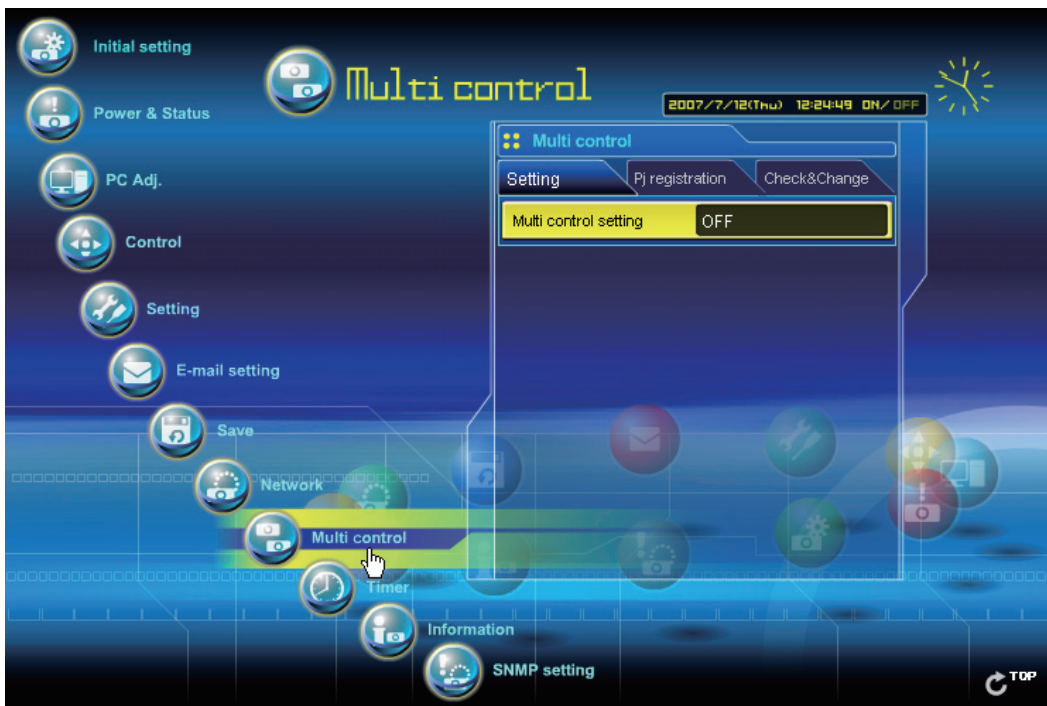 Initial setting
Multi control
2007/7/12(Thu) 12:24:49 ON/OFF
Power & Status
Multi control
PC Adj.
Setting
Pj registration
Check&Change
Multi control setting
OFF
Control
Setting
E-mail setting
Save
Network
Multi control
Timer
Information
SNMP setting
TOP